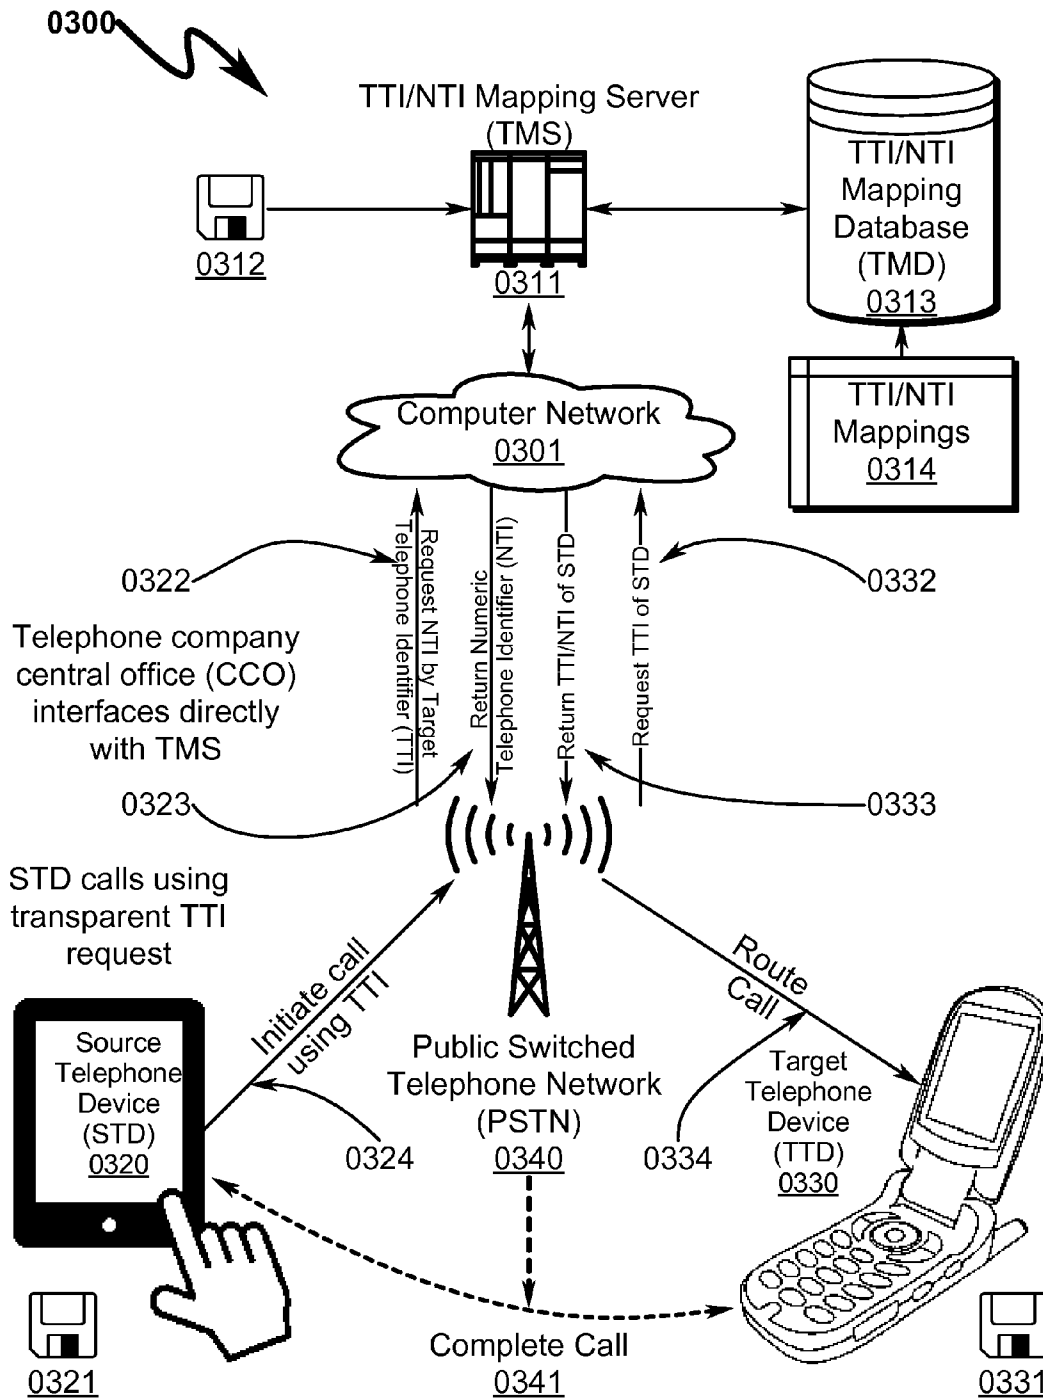 0300
TTI/NTI Mapping Server
(TMS)
0312
0311
TTI/NTI
Mapping
Database
(TMD)
0313
TTI/NTI
Mappings
0314
Computer Network
0301
0322
Request NTI by Target
Telephone Identifier (TTI)
Return Numeric
Telephone Identifier (NTI)
Return TTI/NTI of STD
Request TTI of STD
0332
Telephone company
central office (CCO)
interfaces directly
with TMS
0323
0333
STD calls using
transparent TTI
request
Initiate call
using TTI
Route
Call
Source
Telephone
Device
(STD)
0320
Public Switched
Telephone Network
(PSTN)
0340
Target
Telephone
Device
(TTD)
0330
0324
0334
Complete Call
0341
0321
0331